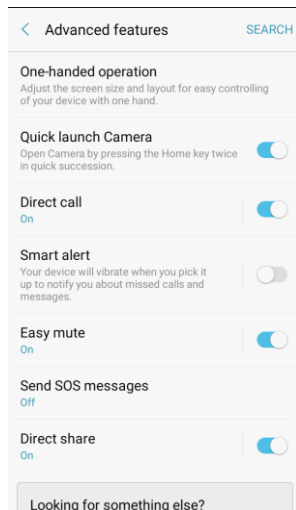 Advanced features
SEARCH
One-handed operation
Adjust the screen size and layout for easy controlling
of your device with one hand.
Quick launch Camera
Open Camera by pressing the Home key twice
in quick succession.
Direct call
On
Smart alert
Your device will vibrate when you pick it
up to notify you about missed calls and
messages.
Easy mute
On
Send SOS messages
Off
Direct share
On
Looking for something else?